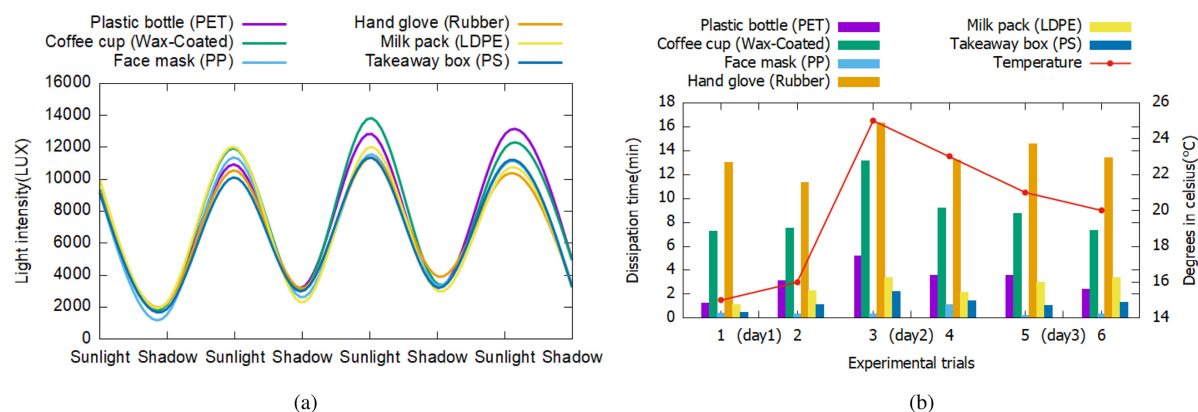 Plastic bottle (PET)
Coffee cup (Wax-Coated)
Face mask (PP)
Hand glove (Rubber)
Milk pack (LDPE)
Takeaway box (PS)
16000
14000
12000
10000
8000
6000
4000
2000
0
Light intensity(LUX)
Sunlight Shadow Sunlight Shadow Sunlight Shadow Sunlight Shadow
(a)
Plastic bottle (PET)
Coffee cup (Wax-Coated)
Face mask (PP)
Hand glove (Rubber)
Milk pack (LDPE)
Takeaway box (PS)
Temperature
18
16
14
12
10
8
6
4
2
0
Dissipation time(min)
26
24
22
20
18
16
14
Degrees in celsius(°C)
1 (day1) 2 3 (day2) 4 5 (day3) 6
Experimental trials
(b)